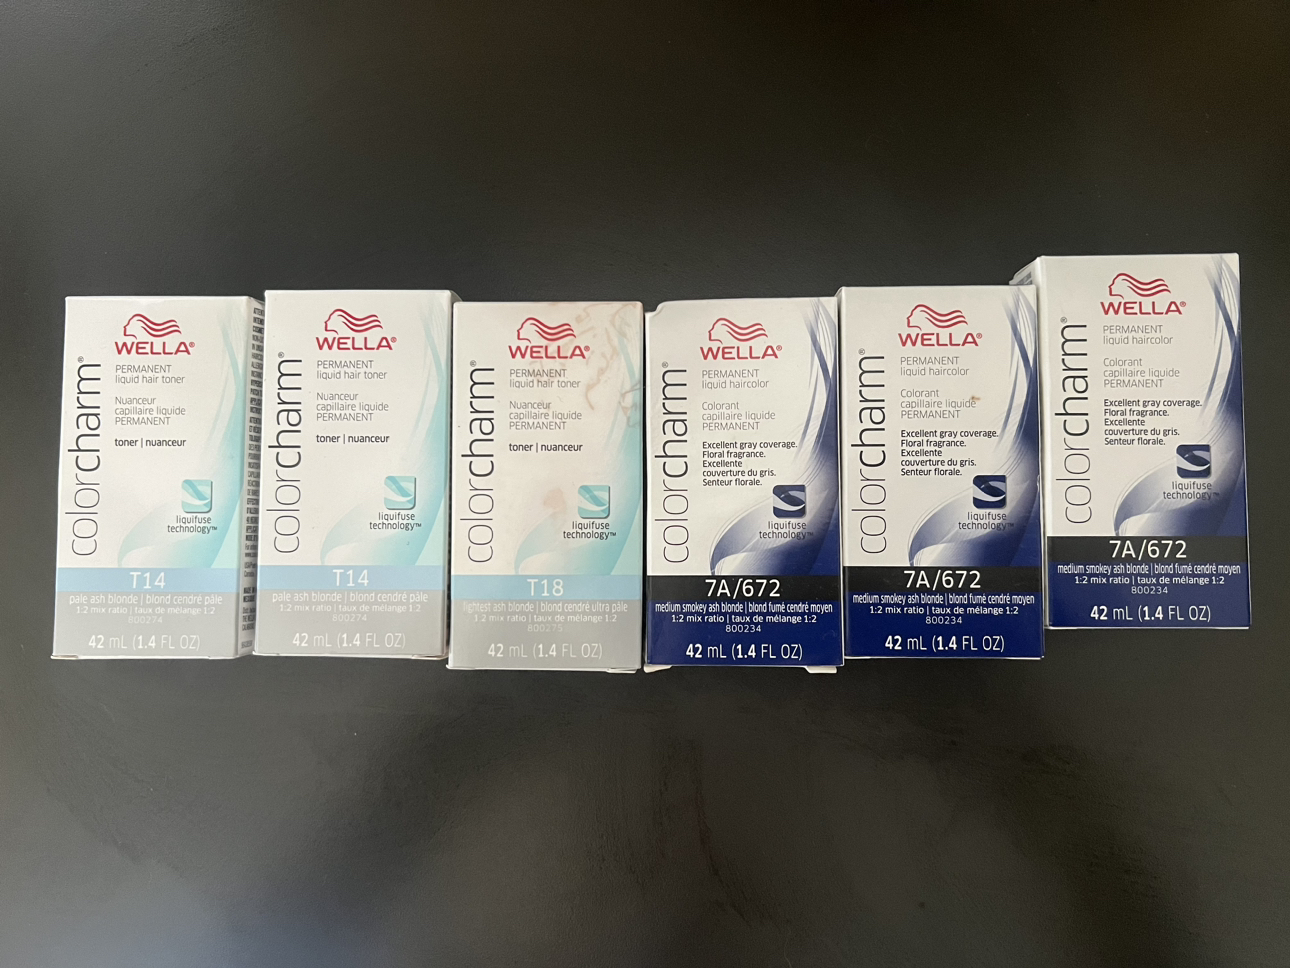 WELLA®
PERMANENT
liquid hair toner
Nuanceur
capillaire liquide
PERMANENT
toner | nuanceur
colorcharm®
liquifuse
technology™
T14
pale ash blonde | blond cendré pâle
1:2 mix ratio | taux de mélange 1:2
800274
42 mL (1.4 FL OZ)
WELLA®
PERMANENT
liquid hair toner
Nuanceur
capillaire liquide
PERMANENT
toner | nuanceur
colorcharm®
liquifuse
technology™
T14
pale ash blonde | blond cendré pâle
1:2 mix ratio | taux de mélange 1:2
800274
42 mL (1.4 FL OZ)
WELLA®
PERMANENT
liquid hair toner
Nuanceur
capillaire liquide
PERMANENT
toner | nuanceur
colorcharm®
liquifuse
technology™
T18
lightest ash blonde | blond cendré ultra pâle
1:2 mix ratio | taux de mélange 1:2
800275
42 mL (1.4 FL OZ)
WELLA®
PERMANENT
liquid haircolor
Colorant
capillaire liquide
PERMANENT
Excellent gray coverage.
Floral fragrance.
Excellente
couverture du gris.
Senteur florale.
colorcharm®
liquifuse
technology™
7A/672
medium smokey ash blonde | blond fumé cendré moyen
1:2 mix ratio | taux de mélange 1:2
800234
42 mL (1.4 FL OZ)
WELLA®
PERMANENT
liquid haircolor
Colorant
capillaire liquide
PERMANENT
Excellent gray coverage.
Floral fragrance.
Excellente
couverture du gris.
Senteur florale.
colorcharm®
liquifuse
technology™
7A/672
medium smokey ash blonde | blond fumé cendré moyen
1:2 mix ratio | taux de mélange 1:2
800234
42 mL (1.4 FL OZ)
WELLA®
PERMANENT
liquid haircolor
Colorant
capillaire liquide
PERMANENT
Excellent gray coverage.
Floral fragrance.
Excellente
couverture du gris.
Senteur florale.
colorcharm®
liquifuse
technology™
7A/672
medium smokey ash blonde | blond fumé cendré moyen
1:2 mix ratio | taux de mélange 1:2
800234
42 mL (1.4 FL OZ)